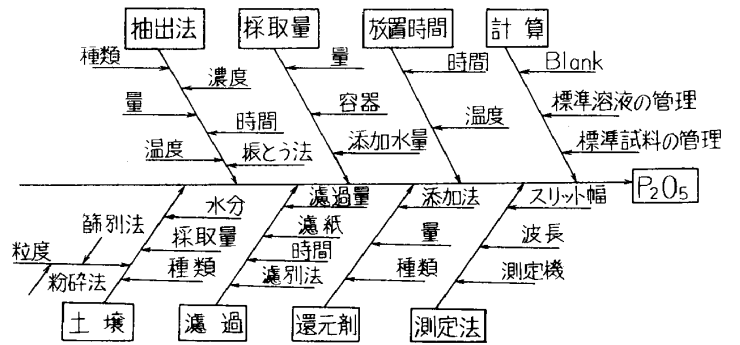 抽出法
採取量
放置時間
計算
種類
濃度
量
時間
温度
振とう法
量
容器
添加水量
時間
温度
Blank
標準溶液の管理
標準試料の管理
P₂O₅
水分
篩別法
採取量
粒度
粉砕法
種類
濾過量
濾紙
時間
濾別法
添加法
量
種類
スリット幅
波長
測定機
土壌
濾過
還元剤
測定法